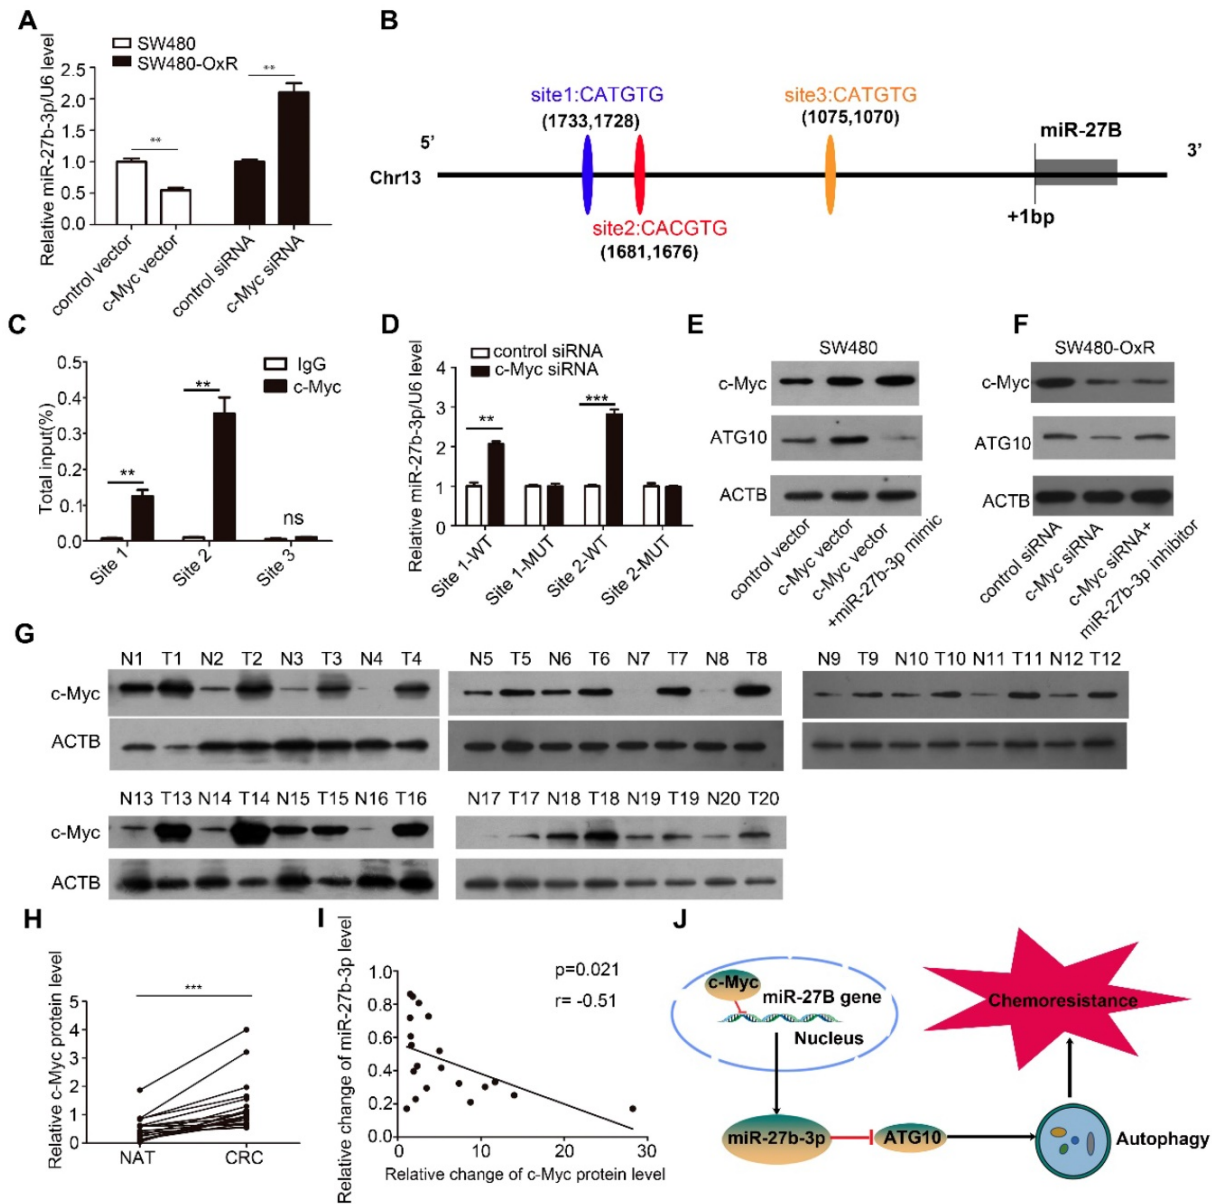 A
SW480
SW480-OxR
Relative miR-27b-3p/U6 level
2.5
2.0
1.5
1.0
0.5
0.0
**
**
control vector
c-Myc vector
control siRNA
c-Myc siRNA
B
site1:CATGTG
(1733,1728)
site3:CATGTG
(1075,1070)
miR-27B
5’
3’
Chr13
+1bp
site2:CACGTG
(1681,1676)
C
IgG
c-Myc
Total input(%)
0.5
0.4
0.3
0.2
0.1
0.0
**
**
ns
Site 1
Site 2
Site 3
D
control siRNA
c-Myc siRNA
Relative miR-27b-3p/U6 level
4
3
2
1
0
**
***
Site 1-WT
Site 1-MUT
Site 2-WT
Site 2-MUT
E
SW480
c-Myc
ATG10
ACTB
control vector
c-Myc vector
c-Myc vector
+miR-27b-3p mimic
F
SW480-OxR
c-Myc
ATG10
ACTB
control siRNA
c-Myc siRNA
c-Myc siRNA+
miR-27b-3p inhibitor
G
N1 T1 N2 T2 N3 T3 N4 T4
c-Myc
ACTB
N5 T5 N6 T6 N7 T7 N8 T8
N9 T9 N10 T10 N11 T11 N12 T12
N13 T13 N14 T14 N15 T15 N16 T16
c-Myc
ACTB
N17 T17 N18 T18 N19 T19 N20 T20
H
Relative c-Myc protein level
***
5
4
3
2
1
0
NAT CRC
I
Relative change of miR-27b-3p level
1.0
0.8
0.6
0.4
0.2
0.0
p=0.021
r= -0.51
0 10 20 30
Relative change of c-Myc protein level
J
c-Myc
miR-27B gene
Nucleus
Chemoresistance
miR-27b-3p
ATG10
Autophagy